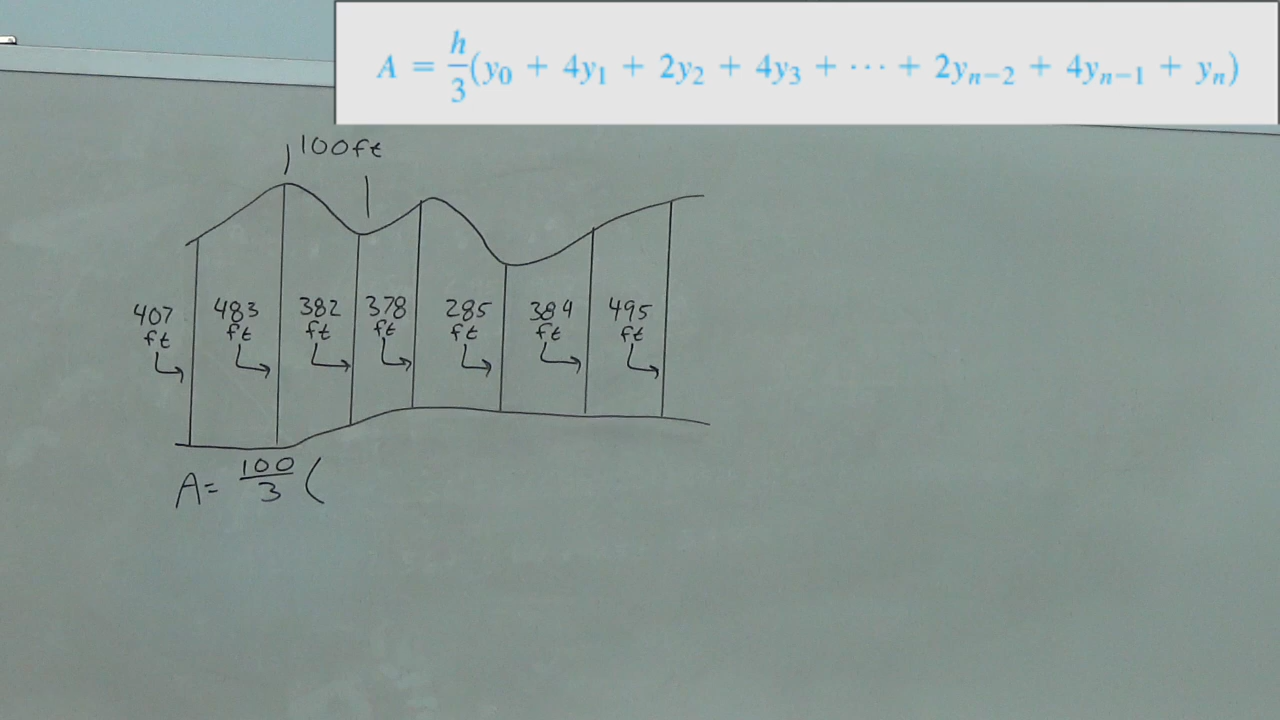 A = h/3 (y₀ + 4y₁ + 2y₂ + 4y₃ + ··· + 2yₙ₋₂ + 4yₙ₋₁ + yₙ)
100ft
407 ft
483 ft
382 ft
378 ft
285 ft
384 ft
495 ft
A= 100/3 (